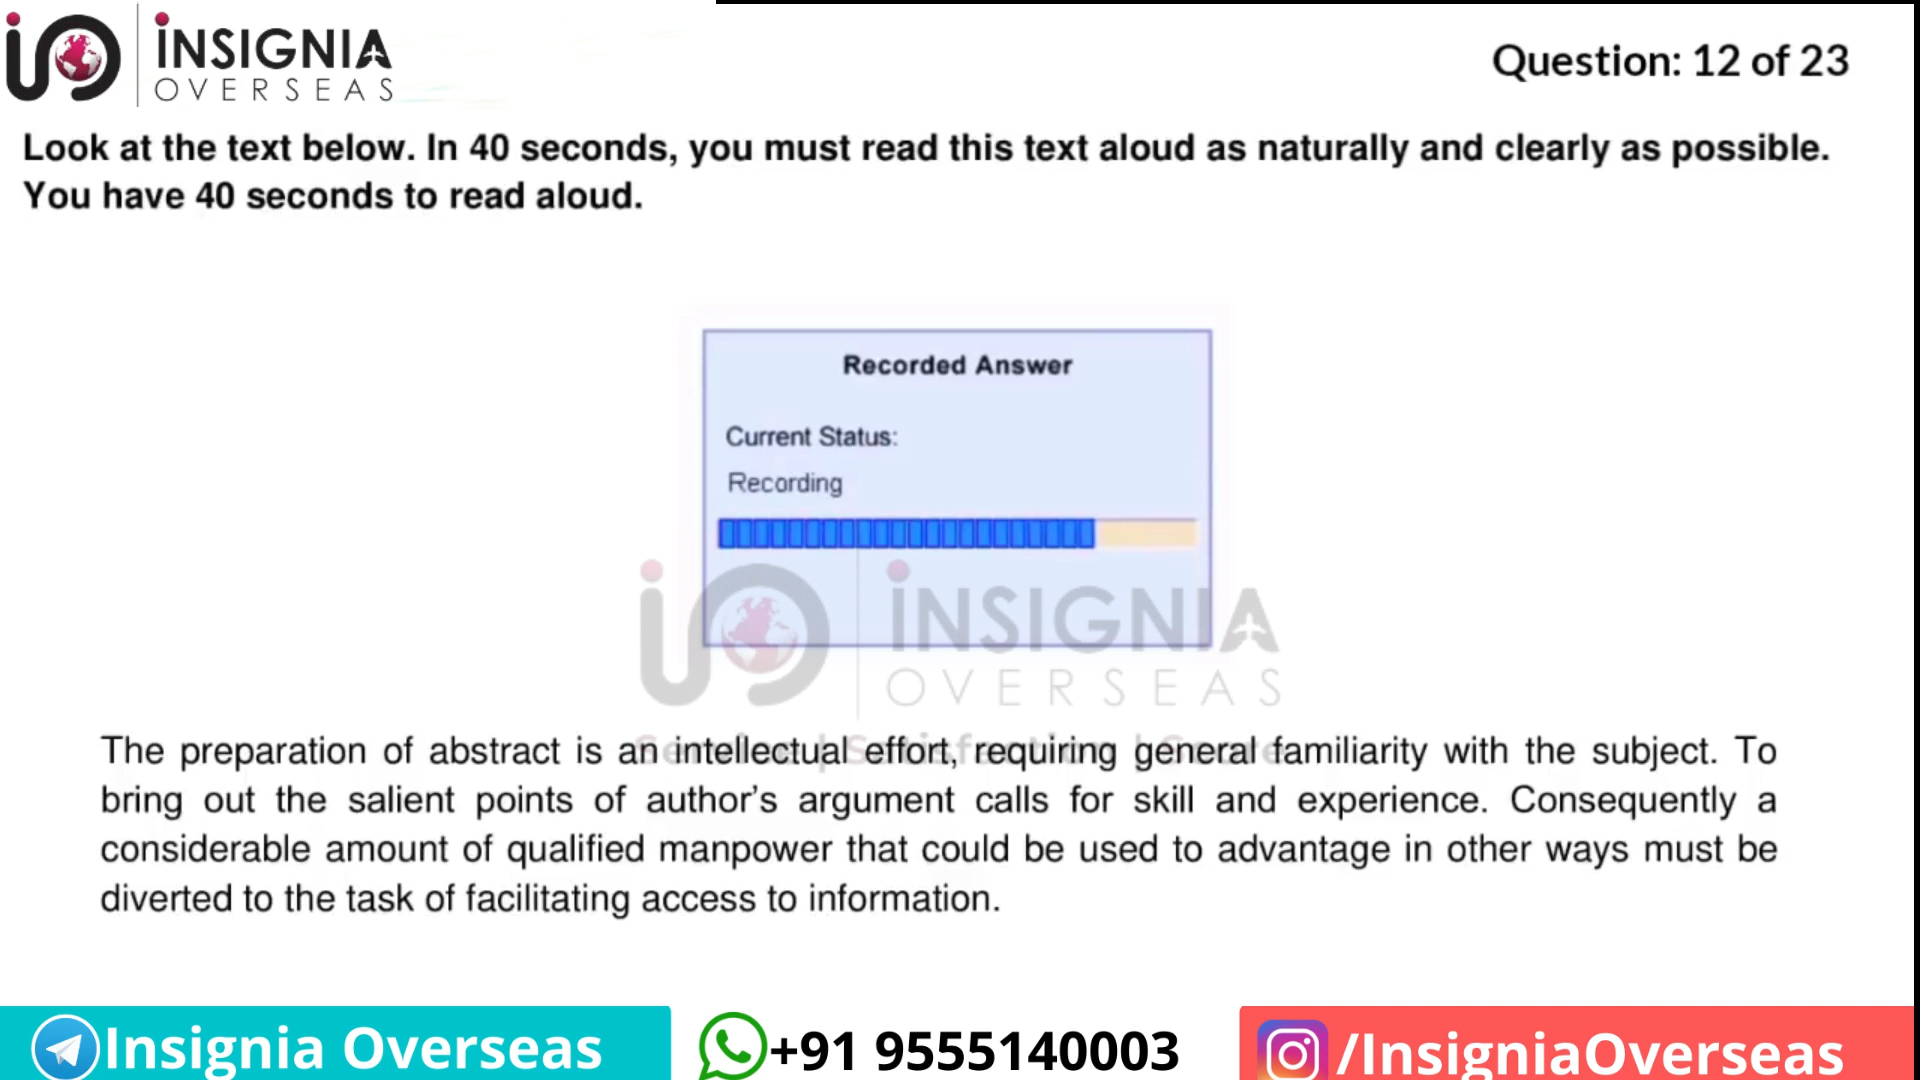 INSIGNIA
OVERSEAS
Question: 12 of 23
Look at the text below. In 40 seconds, you must read this text aloud as naturally and clearly as possible.
You have 40 seconds to read aloud.
Recorded Answer
Current Status:
Recording
INSIGNIA
OVERSEAS
Service | Satisfaction | Score
The preparation of abstract is an intellectual effort, requiring general familiarity with the subject. To
bring out the salient points of author's argument calls for skill and experience. Consequently a
considerable amount of qualified manpower that could be used to advantage in other ways must be
diverted to the task of facilitating access to information.
Insignia Overseas
+91 9555140003
/InsigniaOverseas